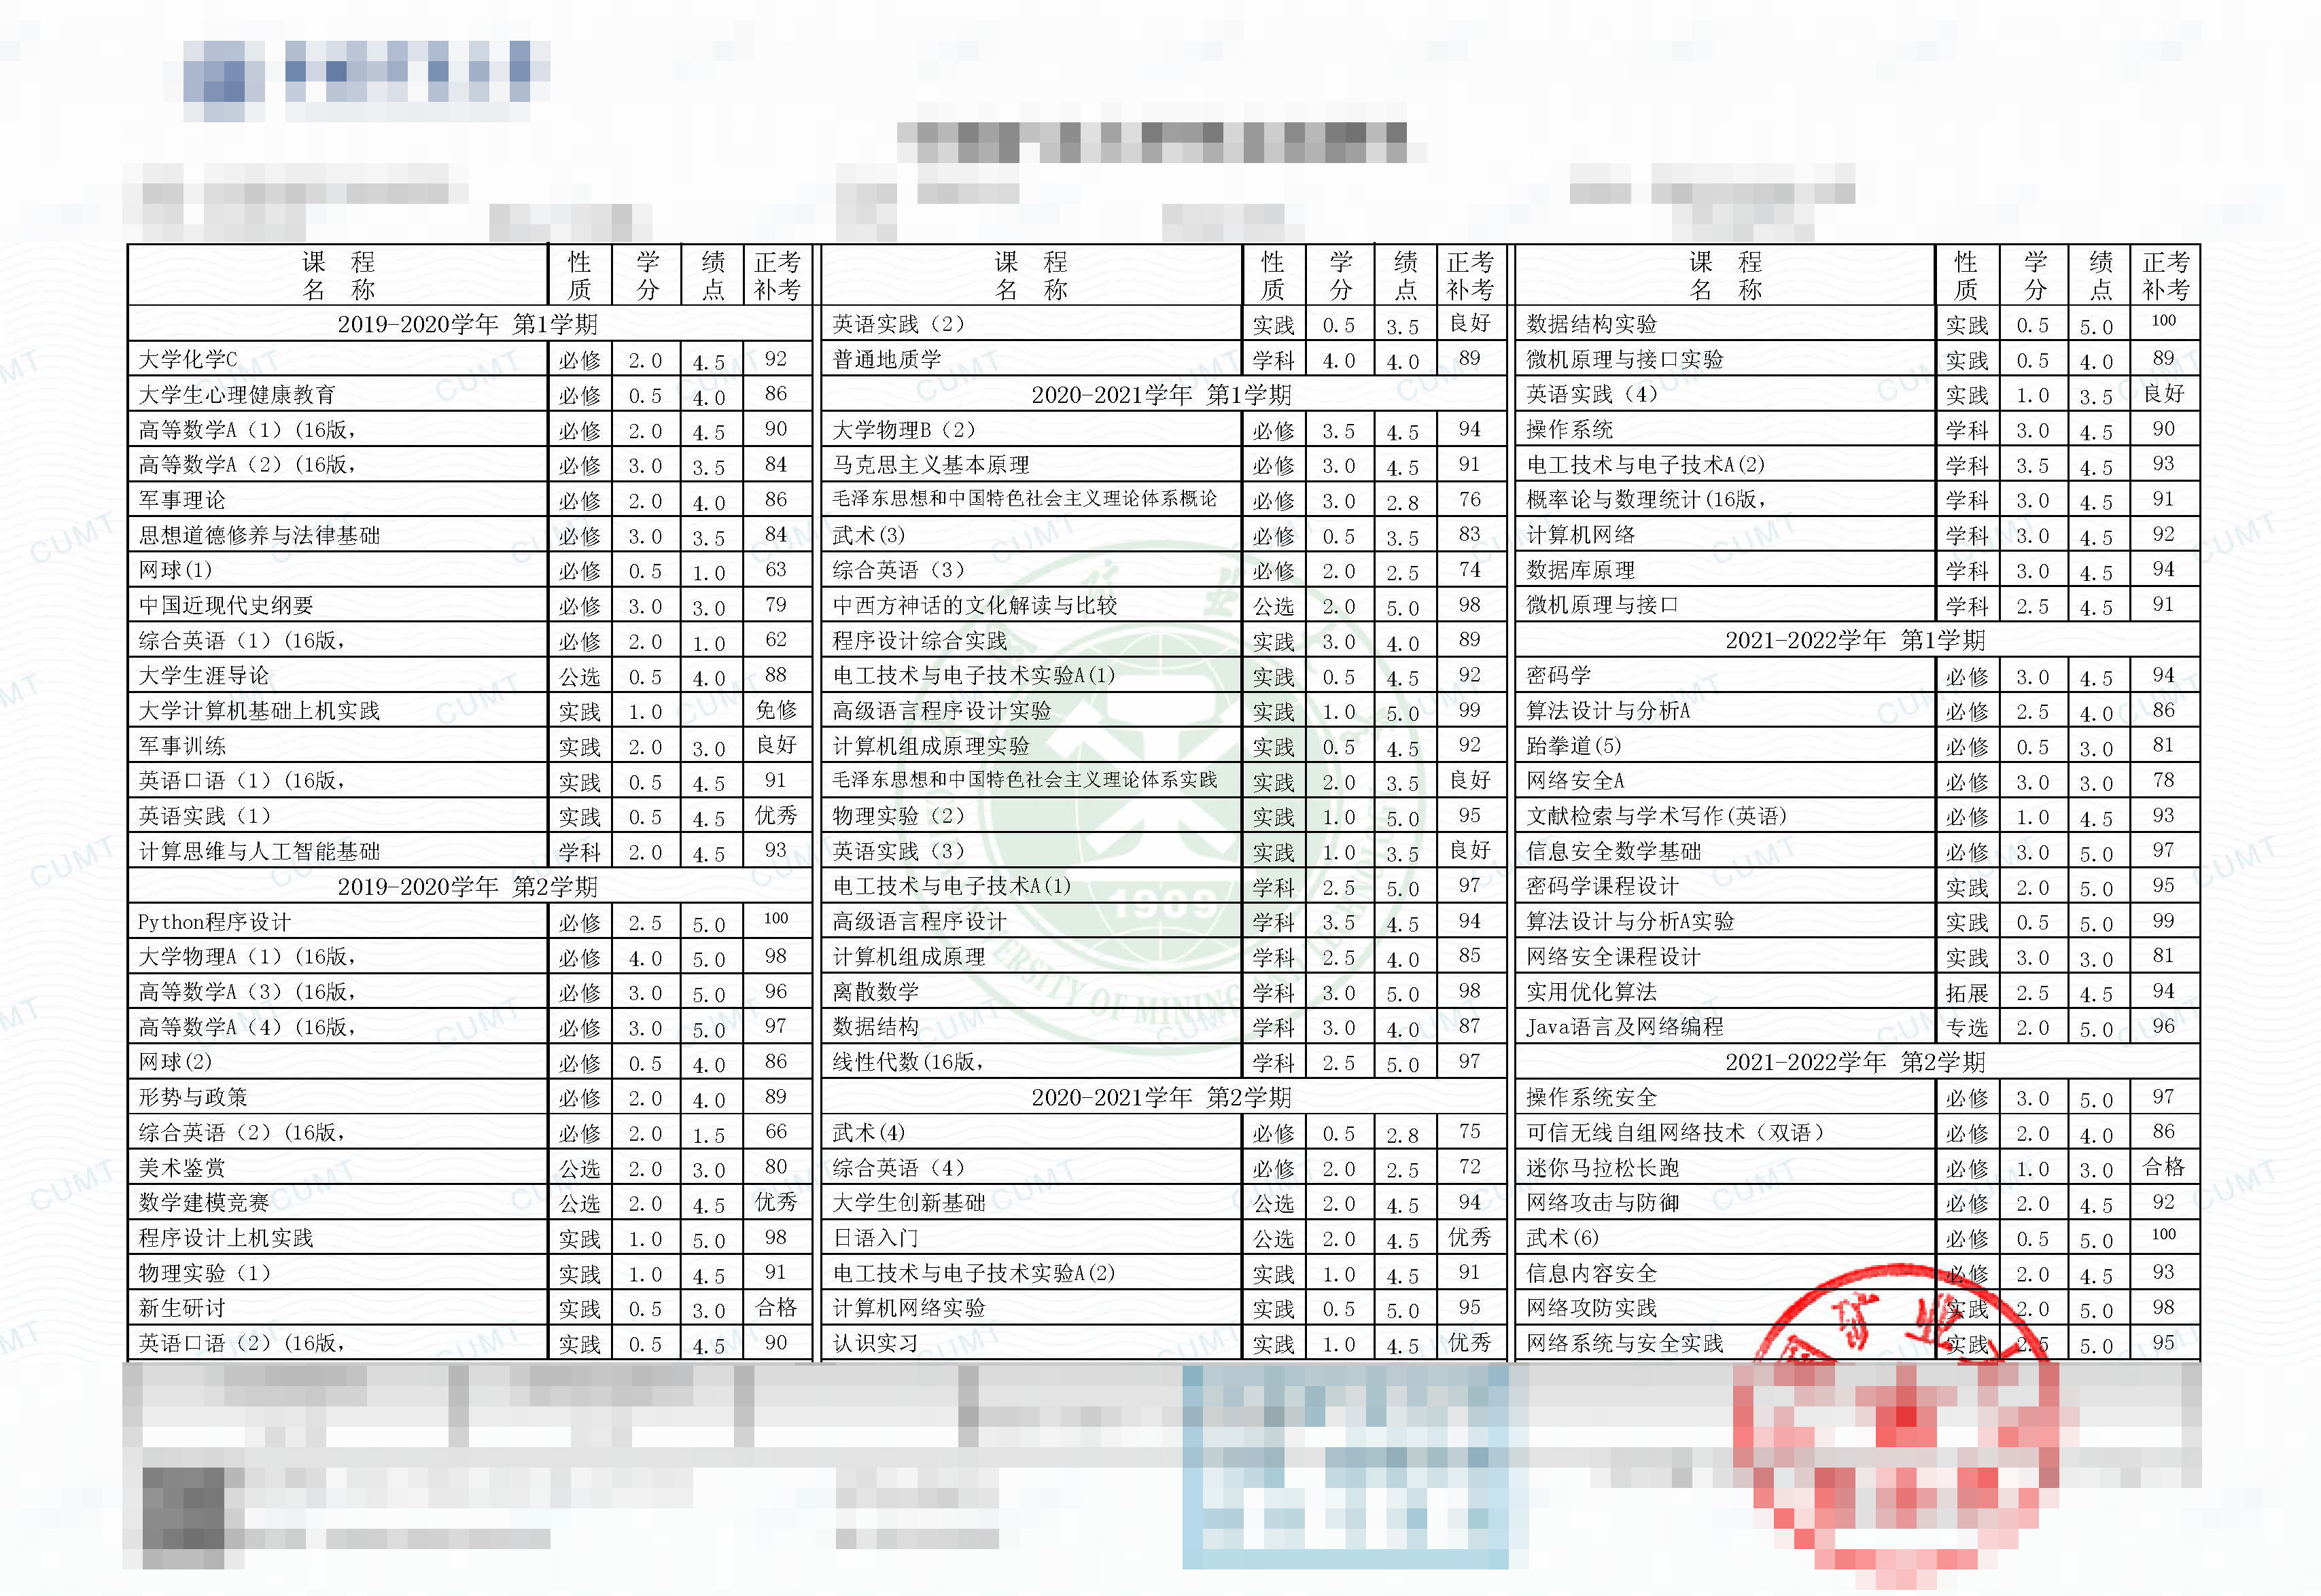 课 程 名 称 性质 学分 绩点 正考补考
2019-2020学年 第1学期
大学化学C 必修 2.0 4.5 92
大学生心理健康教育 必修 0.5 4.0 86
高等数学A（1）(16版， 必修 2.0 4.5 90
高等数学A（2）(16版， 必修 3.0 3.5 84
军事理论 必修 2.0 4.0 86
思想道德修养与法律基础 必修 3.0 3.5 84
网球(1) 必修 0.5 1.0 63
中国近现代史纲要 必修 3.0 3.0 79
综合英语（1）(16版， 必修 2.0 1.0 62
大学生涯导论 公选 0.5 4.0 88
大学计算机基础上机实践 实践 1.0 免修
军事训练 实践 2.0 3.0 良好
英语口语（1）(16版， 实践 0.5 4.5 91
英语实践（1） 实践 0.5 4.5 优秀
计算思维与人工智能基础 学科 2.0 4.5 93
2019-2020学年 第2学期
Python程序设计 必修 2.5 5.0 100
大学物理A（1）(16版， 必修 4.0 5.0 98
高等数学A（3）(16版， 必修 3.0 5.0 96
高等数学A（4）(16版， 必修 3.0 5.0 97
网球(2) 必修 0.5 4.0 86
形势与政策 必修 2.0 4.0 89
综合英语（2）(16版， 必修 2.0 1.5 66
美术鉴赏 公选 2.0 3.0 80
数学建模竞赛 公选 2.0 4.5 优秀
程序设计上机实践 实践 1.0 5.0 98
物理实验（1） 实践 1.0 4.5 91
新生研讨 实践 0.5 3.0 合格
英语口语（2）(16版， 实践 0.5 4.5 90
课 程 名 称 性质 学分 绩点 正考补考
英语实践（2） 实践 0.5 3.5 良好
普通地质学 学科 4.0 4.0 89
2020-2021学年 第1学期
大学物理B（2） 必修 3.5 4.5 94
马克思主义基本原理 必修 3.0 4.5 91
毛泽东思想和中国特色社会主义理论体系概论 必修 3.0 2.8 76
武术(3) 必修 0.5 3.5 83
综合英语（3） 必修 2.0 2.5 74
中西方神话的文化解读与比较 公选 2.0 5.0 98
程序设计综合实践 实践 3.0 4.0 89
电工技术与电子技术实验A(1) 实践 0.5 4.5 92
高级语言程序设计实验 实践 1.0 5.0 99
计算机组成原理实验 实践 0.5 4.5 92
毛泽东思想和中国特色社会主义理论体系实践 实践 2.0 3.5 良好
物理实验（2） 实践 1.0 5.0 95
英语实践（3） 实践 1.0 3.5 良好
电工技术与电子技术A(1) 学科 2.5 5.0 97
高级语言程序设计 学科 3.5 4.5 94
计算机组成原理 学科 2.5 4.0 85
离散数学 学科 3.0 5.0 98
数据结构 学科 3.0 4.0 87
线性代数(16版， 学科 2.5 5.0 97
2020-2021学年 第2学期
武术(4) 必修 0.5 2.8 75
综合英语（4） 必修 2.0 2.5 72
大学生创新基础 公选 2.0 4.5 94
日语入门 公选 2.0 4.5 优秀
电工技术与电子技术实验A(2) 实践 1.0 4.5 91
计算机网络实验 实践 0.5 5.0 95
认识实习 实践 1.0 4.5 优秀
课 程 名 称 性质 学分 绩点 正考补考
数据结构实验 实践 0.5 5.0 100
微机原理与接口实验 实践 0.5 4.0 89
英语实践（4） 实践 1.0 3.5 良好
操作系统 学科 3.0 4.5 90
电工技术与电子技术A(2) 学科 3.5 4.5 93
概率论与数理统计(16版， 学科 3.0 4.5 91
计算机网络 学科 3.0 4.5 92
数据库原理 学科 3.0 4.5 94
微机原理与接口 学科 2.5 4.5 91
2021-2022学年 第1学期
密码学 必修 3.0 4.5 94
算法设计与分析A 必修 2.5 4.0 86
跆拳道(5) 必修 0.5 3.0 81
网络安全A 必修 3.0 3.0 78
文献检索与学术写作(英语) 必修 1.0 4.5 93
信息安全数学基础 必修 3.0 5.0 97
密码学课程设计 实践 2.0 5.0 95
算法设计与分析A实验 实践 0.5 5.0 99
网络安全课程设计 实践 3.0 3.0 81
实用优化算法 拓展 2.5 4.5 94
Java语言及网络编程 专选 2.0 5.0 96
2021-2022学年 第2学期
操作系统安全 必修 3.0 5.0 97
可信无线自组网络技术（双语） 必修 2.0 4.0 86
迷你马拉松长跑 必修 1.0 3.0 合格
网络攻击与防御 必修 2.0 4.5 92
武术(6) 必修 0.5 5.0 100
信息内容安全 必修 2.0 4.5 93
网络攻防实践 实践 2.0 5.0 98
网络系统与安全实践 实践 2.5 5.0 95
CUMT
1909
矿业